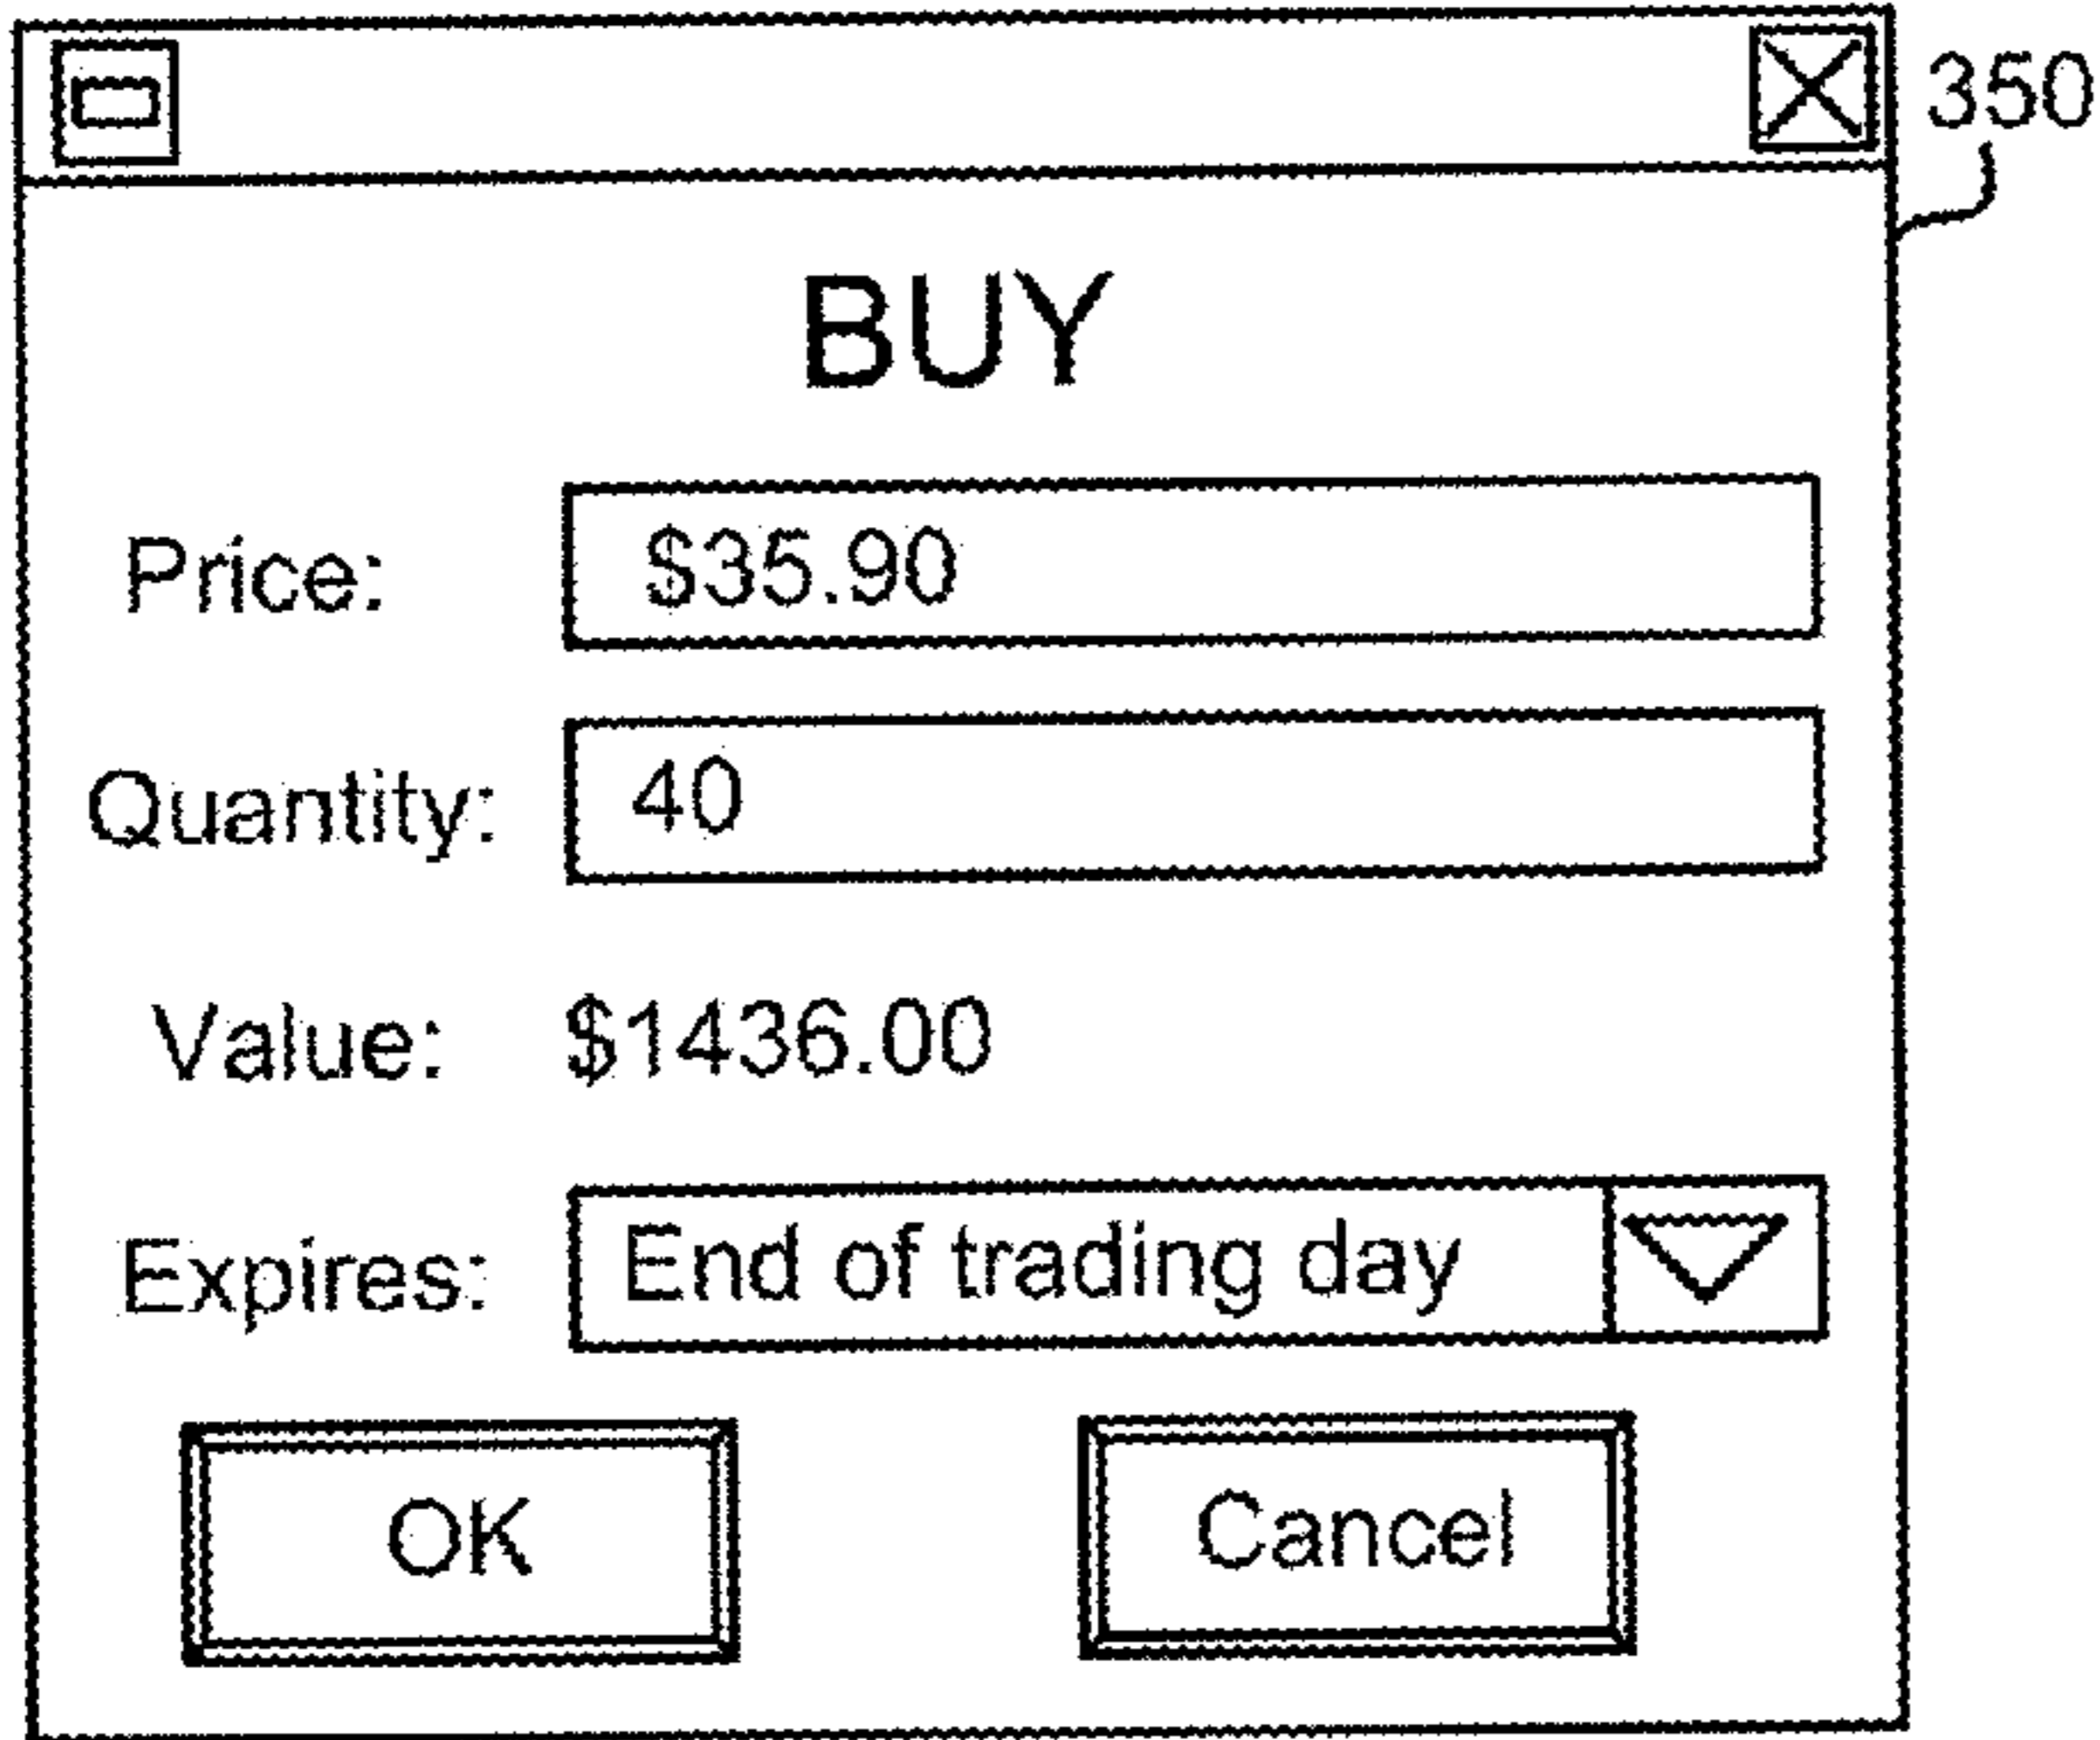 350
BUY
Price: $35.90
Quantity: 40
Value: $1436.00
Expires: End of trading day
OK Cancel